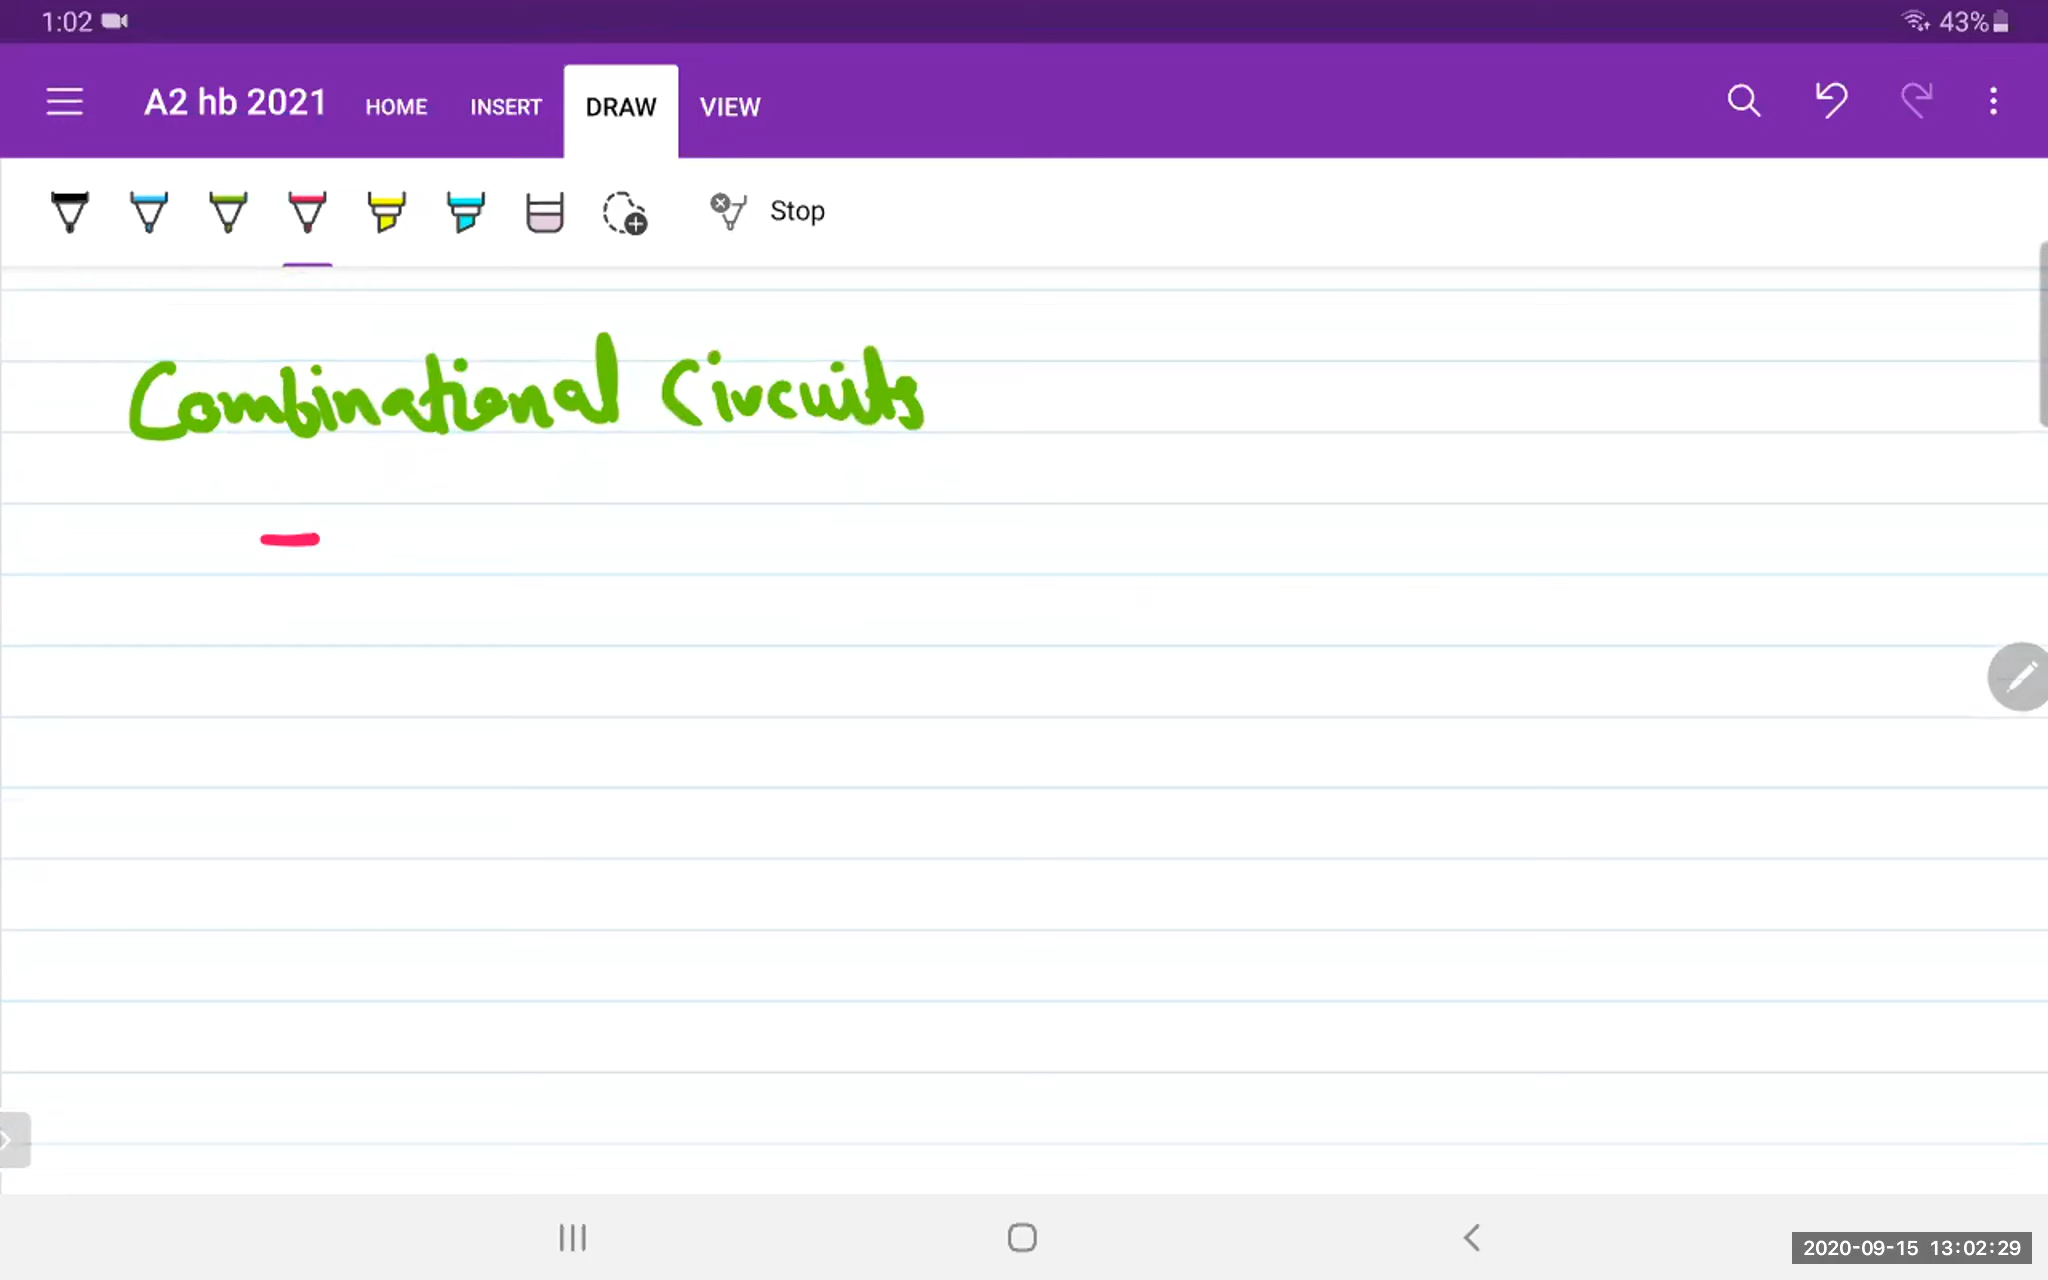 1:02 43%
A2 hb 2021 HOME INSERT DRAW VIEW
Stop
Combinational Circuits
2020-09-15 13:02:29